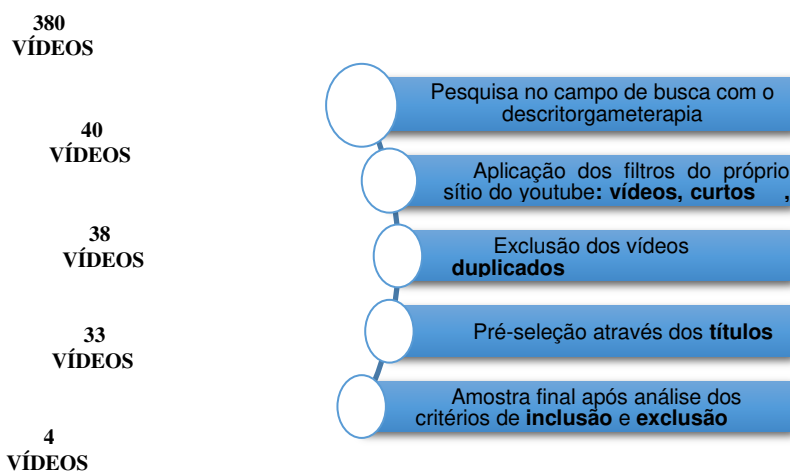 380
VÍDEOS
Pesquisa no campo de busca com o
descritorgameterapia
40
VÍDEOS
Aplicação dos filtros do próprio
sítio do youtube: vídeos, curtos ,
38
VÍDEOS
Exclusão dos vídeos
duplicados
33
VÍDEOS
Pré-seleção através dos títulos
4
VÍDEOS
Amostra final após análise dos
critérios de inclusão e exclusão